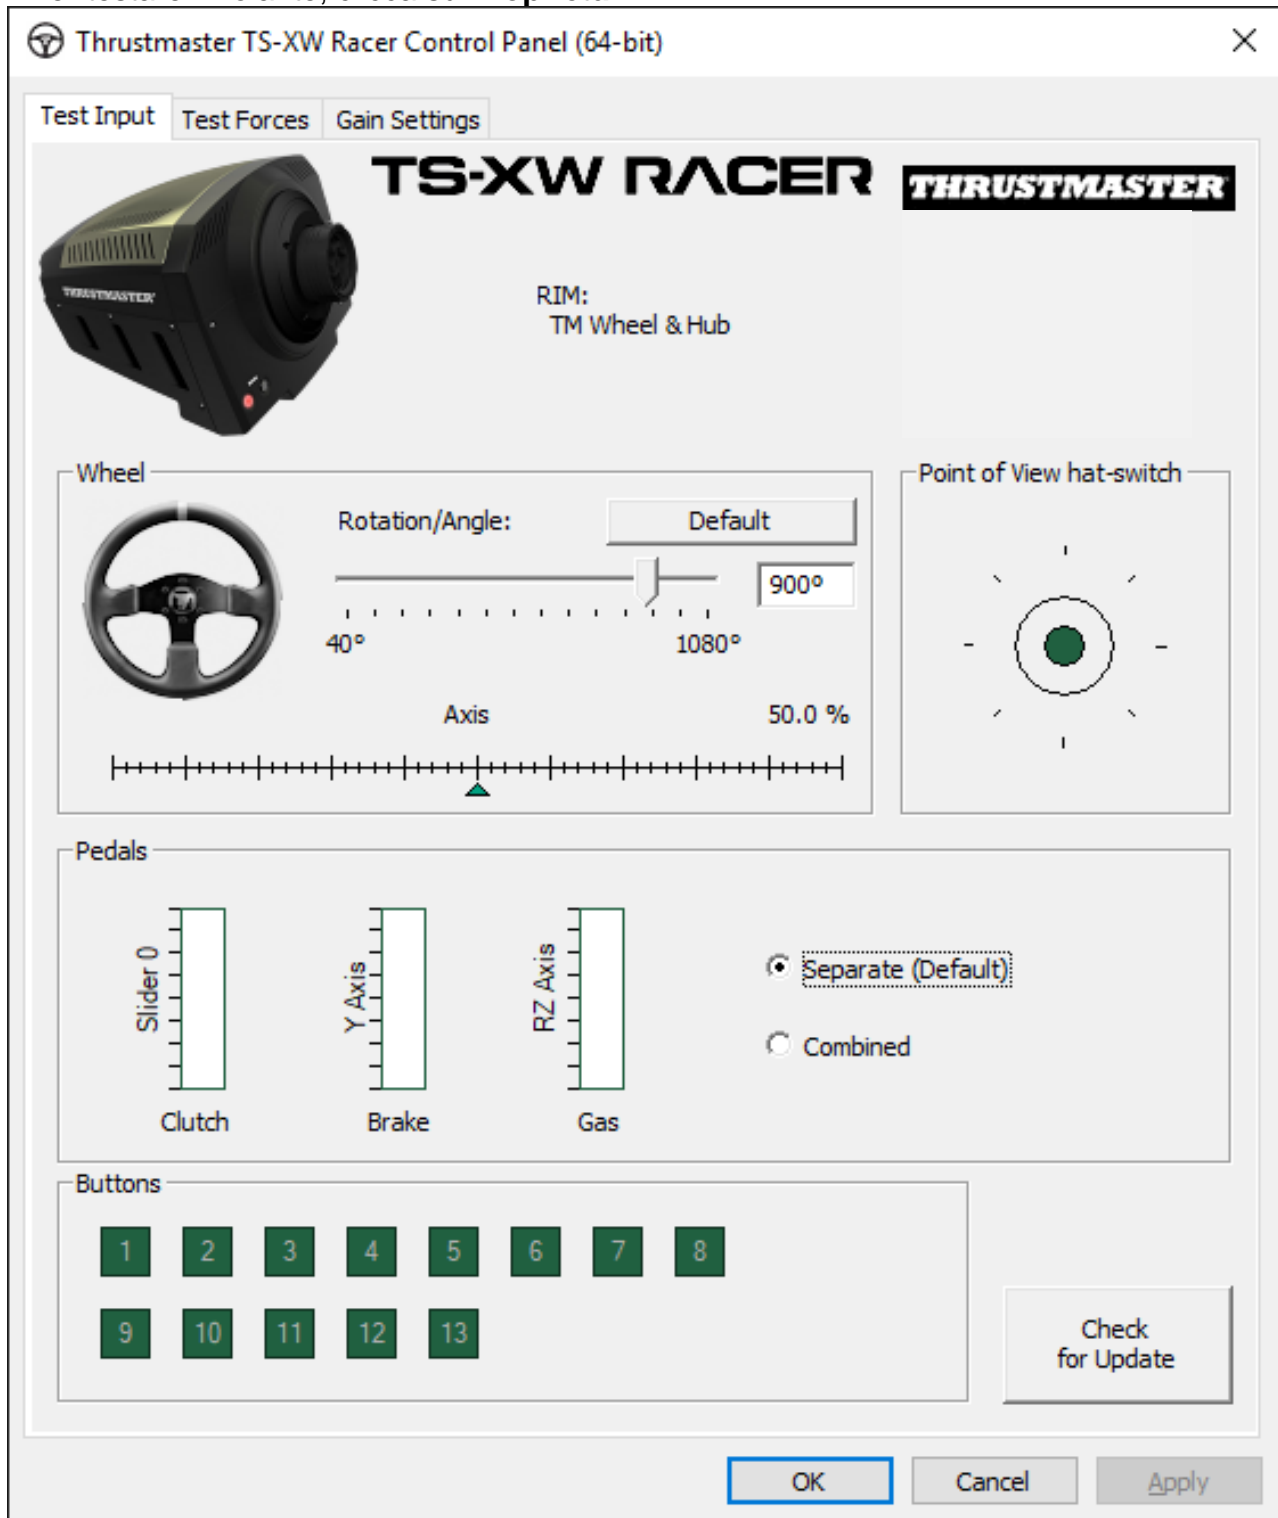 Thrustmaster TS-XW Racer Control Panel (64-bit)
Test Input Test Forces Gain Settings
TS-XW RACER
THRUSTMASTER
THRUSTMASTER
RIM:
TM Wheel & Hub
Wheel
Rotation/Angle:
Default
900°
40°
1080°
Axis
50.0 %
Point of View hat-switch
Pedals
Slider 0
Clutch
Y Axis
Brake
RZ Axis
Gas
Separate (Default)
Combined
Buttons
1 2 3 4 5 6 7 8
9 10 11 12 13
Check
for Update
OK Cancel Apply